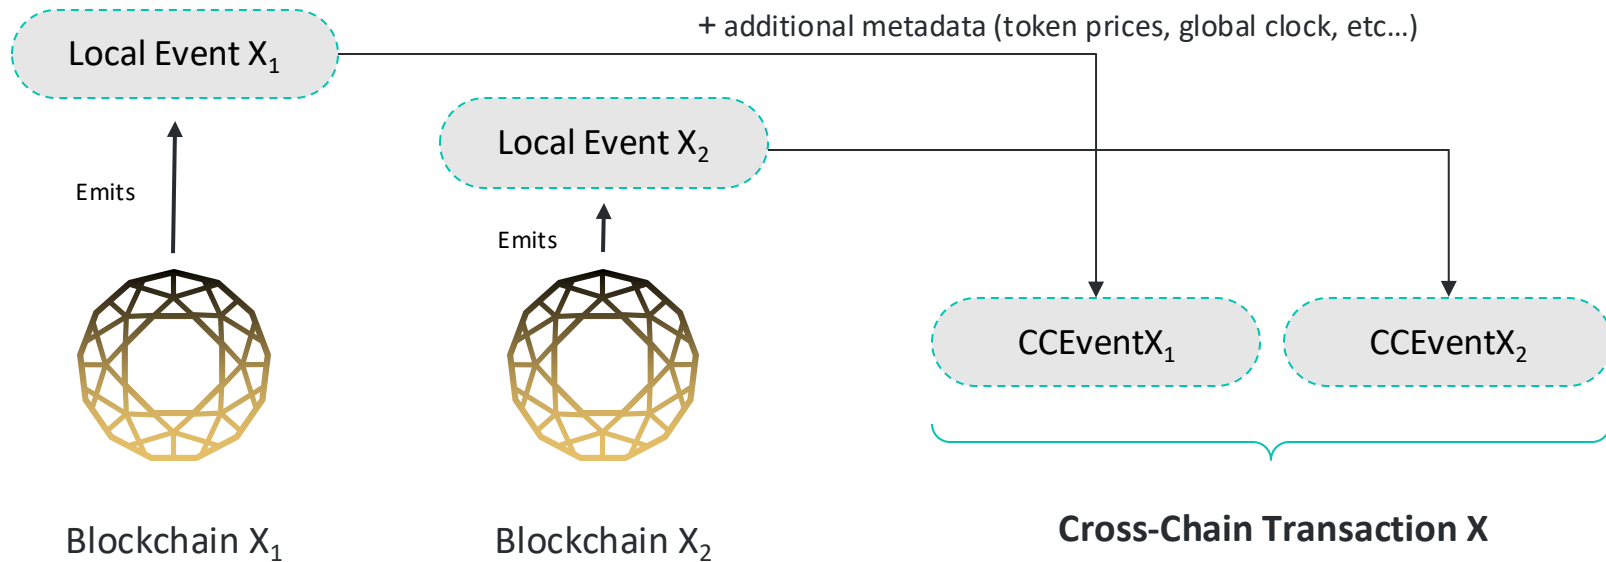 + additional metadata (token prices, global clock, etc...)
Local Event X₁
Local Event X₂
Emits
Emits
CCEventX₁
CCEventX₂
Blockchain X₁
Blockchain X₂
Cross-Chain Transaction X